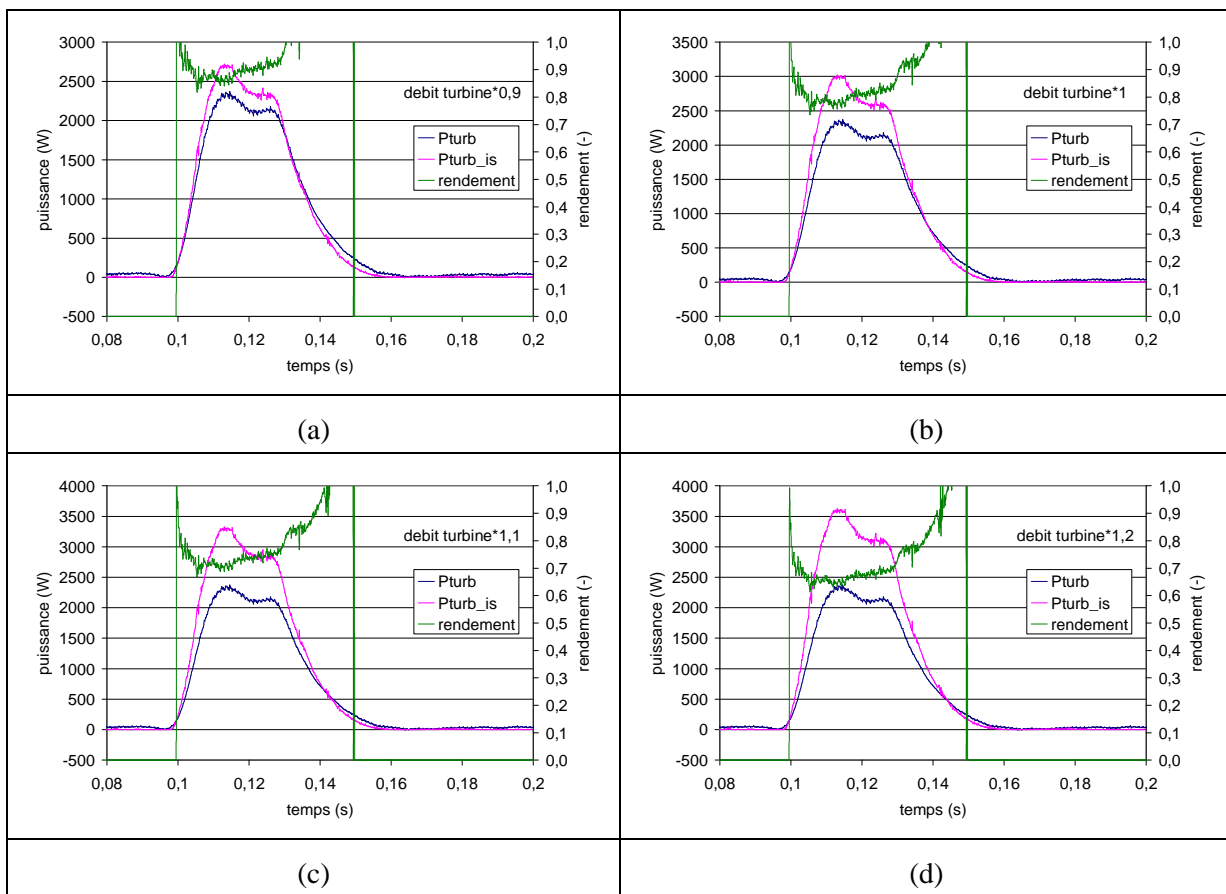 3000
2500
2000
1500
1000
500
0
-500
puissance (W)
1,0
0,9
0,8
0,7
0,6
0,5
0,4
0,3
0,2
0,1
0,0
rendement (-)
debit turbine*0,9
Pturb
Pturb_is
rendement
0,08 0,1 0,12 0,14 0,16 0,18 0,2
temps (s)
(a)
3500
3000
2500
2000
1500
1000
500
0
-500
puissance (W)
1,0
0,9
0,8
0,7
0,6
0,5
0,4
0,3
0,2
0,1
0,0
rendement (-)
debit turbine*1
Pturb
Pturb_is
rendement
0,08 0,1 0,12 0,14 0,16 0,18 0,2
temps (s)
(b)
4000
3500
3000
2500
2000
1500
1000
500
0
-500
puissance (W)
1,0
0,9
0,8
0,7
0,6
0,5
0,4
0,3
0,2
0,1
0,0
rendement (-)
debit turbine*1,1
Pturb
Pturb_is
rendement
0,08 0,1 0,12 0,14 0,16 0,18 0,2
temps (s)
(c)
4000
3500
3000
2500
2000
1500
1000
500
0
-500
puissance (W)
1,0
0,9
0,8
0,7
0,6
0,5
0,4
0,3
0,2
0,1
0,0
rendement (-)
debit turbine*1,2
Pturb
Pturb_is
rendement
0,08 0,1 0,12 0,14 0,16 0,18 0,2
temps (s)
(d)